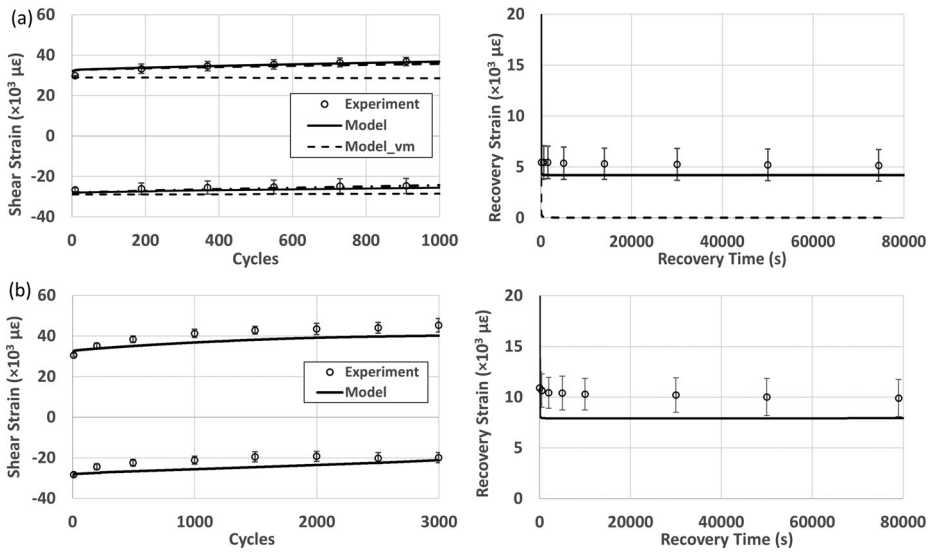 (a)
Shear Strain (×10³ με)
60
40
20
0
-20
-40
0
200
400
600
800
1000
Cycles
Experiment
Model
Model_vm
Recovery Strain (×10³ με)
20
15
10
5
0
0
20000
40000
60000
80000
Recovery Time (s)
(b)
Shear Strain (×10³ με)
60
40
20
0
-20
-40
0
1000
2000
3000
Cycles
Experiment
Model
Recovery Strain (×10³ με)
20
15
10
5
0
0
20000
40000
60000
80000
Recovery Time (s)